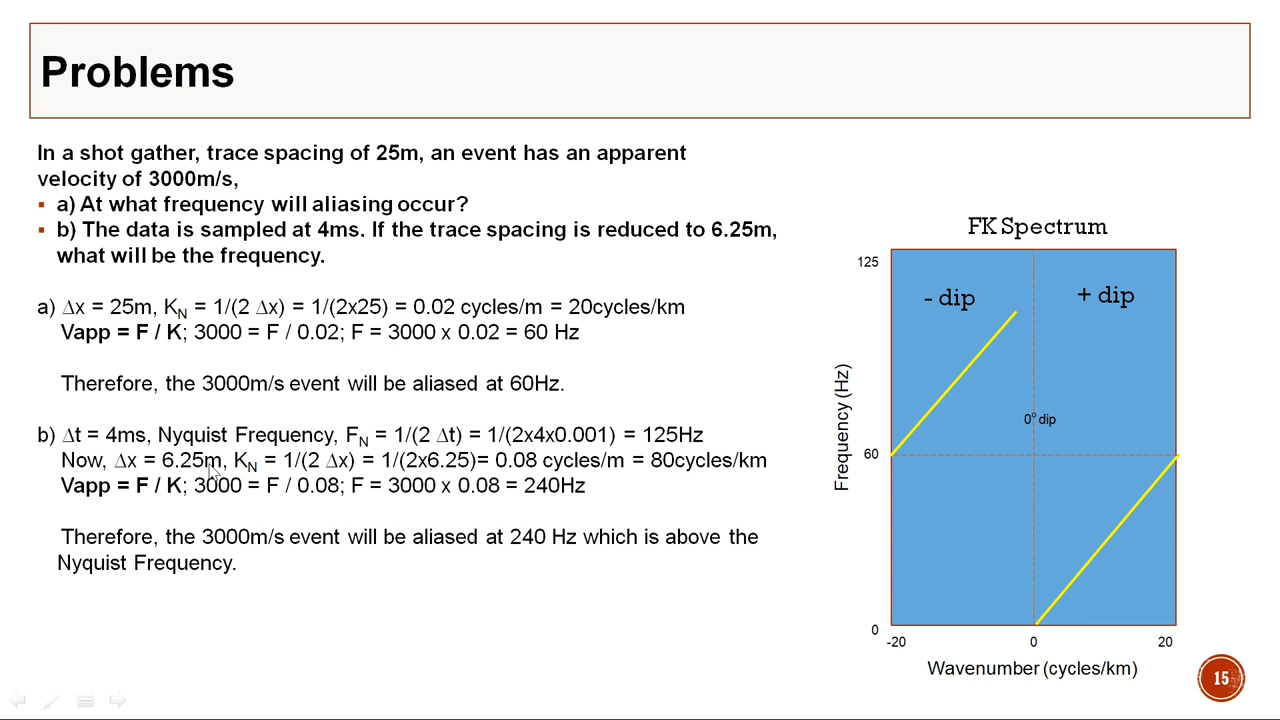 Problems
In a shot gather, trace spacing of 25m, an event has an apparent
velocity of 3000m/s,
▪ a) At what frequency will aliasing occur?
▪ b) The data is sampled at 4ms. If the trace spacing is reduced to 6.25m,
what will be the frequency.
a) ∆x = 25m, K_N = 1/(2 ∆x) = 1/(2x25) = 0.02 cycles/m = 20cycles/km
Vapp = F / K; 3000 = F / 0.02; F = 3000 x 0.02 = 60 Hz
Therefore, the 3000m/s event will be aliased at 60Hz.
b) ∆t = 4ms, Nyquist Frequency, F_N = 1/(2 ∆t) = 1/(2x4x0.001) = 125Hz
Now, ∆x = 6.25m, K_N = 1/(2 ∆x) = 1/(2x6.25)= 0.08 cycles/m = 80cycles/km
Vapp = F / K; 3000 = F / 0.08; F = 3000 x 0.08 = 240Hz
Therefore, the 3000m/s event will be aliased at 240 Hz which is above the
Nyquist Frequency.
FK Spectrum
125
- dip
+ dip
Frequency (Hz)
0° dip
60
0
-20
0
20
Wavenumber (cycles/km)
15